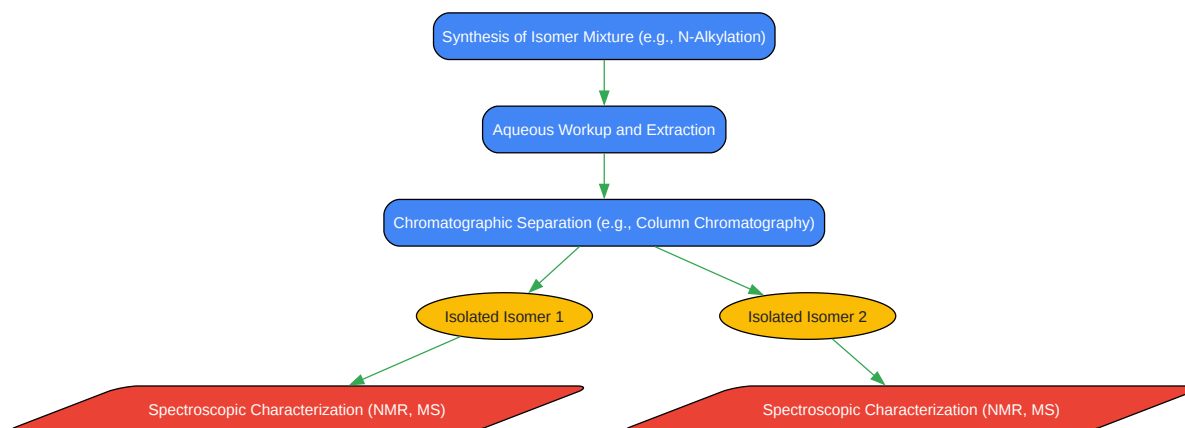 Synthesis of Isomer Mixture (e.g., N-Alkylation)
Aqueous Workup and Extraction
Chromatographic Separation (e.g., Column Chromatography)
Isolated Isomer 1
Isolated Isomer 2
Spectroscopic Characterization (NMR, MS)
Spectroscopic Characterization (NMR, MS)